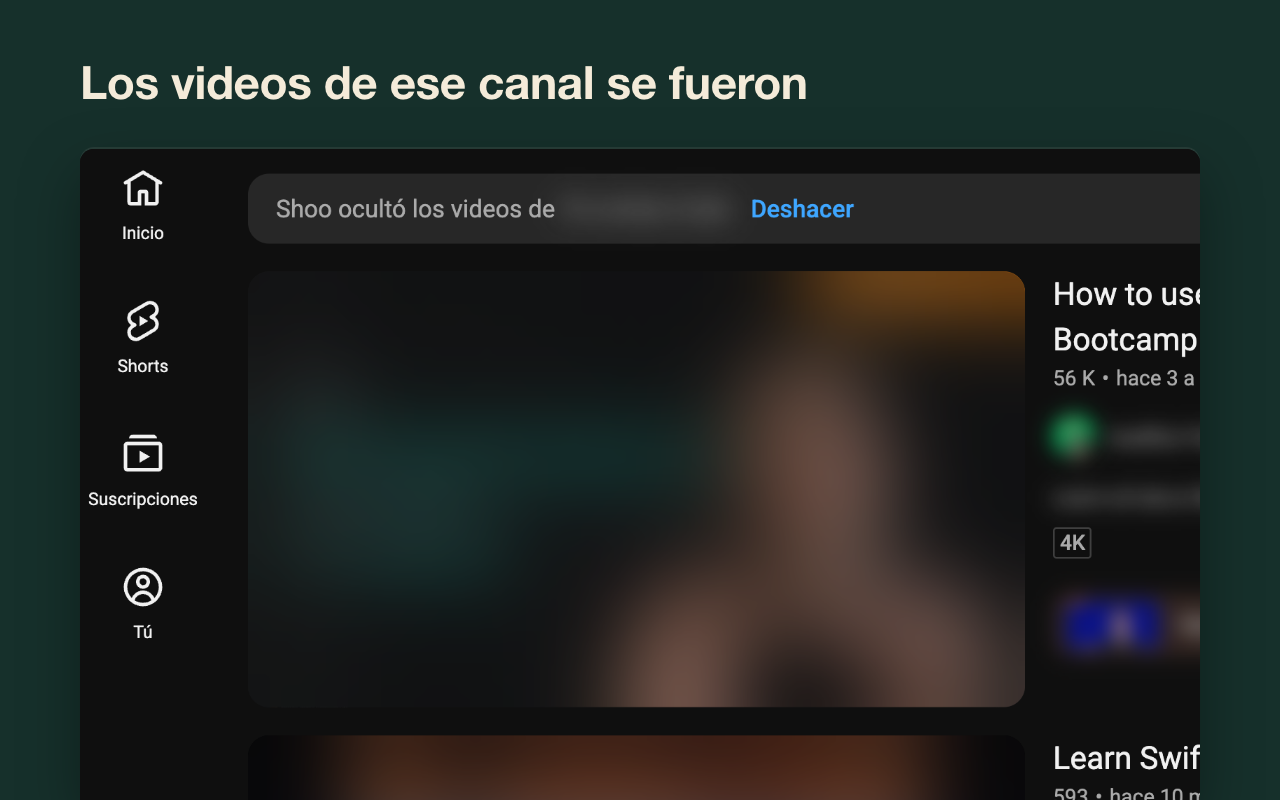 Los videos de ese canal se fueron
Inicio
Shorts
Suscripciones
Tú
Shoo ocultó los videos de
Deshacer
How to use
Bootcamp
56 K • hace 3 a
4K
Learn Swif
593 • hace 10 m